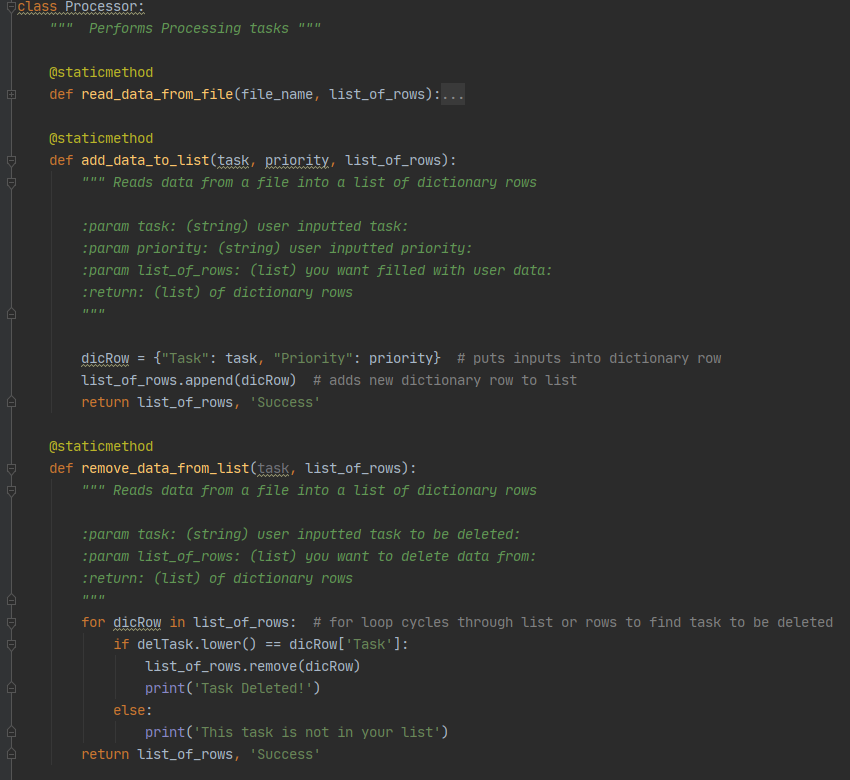 class Processor:
    """  Performs Processing tasks """

    @staticmethod
    def read_data_from_file(file_name, list_of_rows):...

    @staticmethod
    def add_data_to_list(task, priority, list_of_rows):
        """ Reads data from a file into a list of dictionary rows

        :param task: (string) user inputted task:
        :param priority: (string) user inputted priority:
        :param list_of_rows: (list) you want filled with user data:
        :return: (list) of dictionary rows
        """

        dicRow = {"Task": task, "Priority": priority}  # puts inputs into dictionary row
        list_of_rows.append(dicRow)  # adds new dictionary row to list
        return list_of_rows, 'Success'

    @staticmethod
    def remove_data_from_list(task, list_of_rows):
        """ Reads data from a file into a list of dictionary rows

        :param task: (string) user inputted task to be deleted:
        :param list_of_rows: (list) you want to delete data from:
        :return: (list) of dictionary rows
        """
        for dicRow in list_of_rows:  # for loop cycles through list or rows to find task to be deleted
            if delTask.lower() == dicRow['Task']:
                list_of_rows.remove(dicRow)
                print('Task Deleted!')
            else:
                print('This task is not in your list')
        return list_of_rows, 'Success'